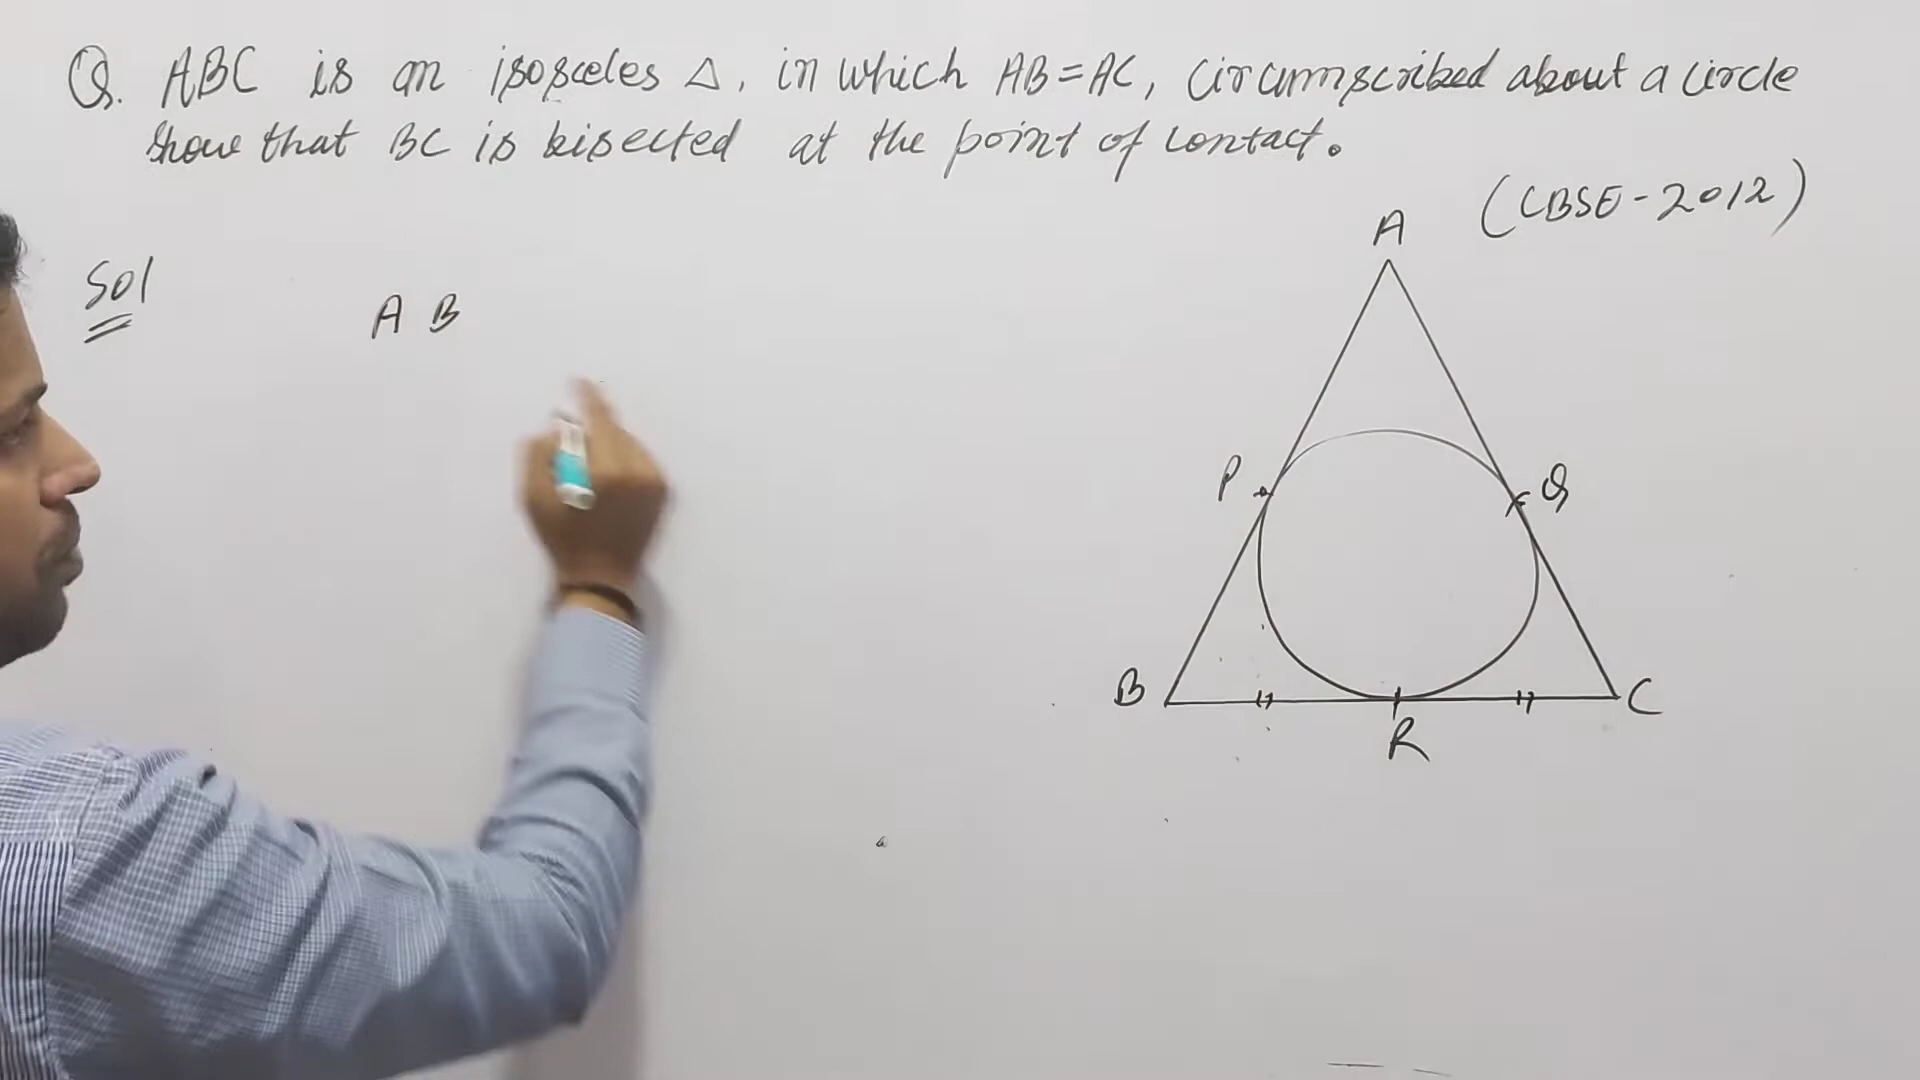 Q. ABC is an isosceles △, in which AB = AC, circumscribed about a circle
show that BC is bisected at the point of contact.
(CBSE - 2012)
Sol
A B
A
P
Q
B
C
R